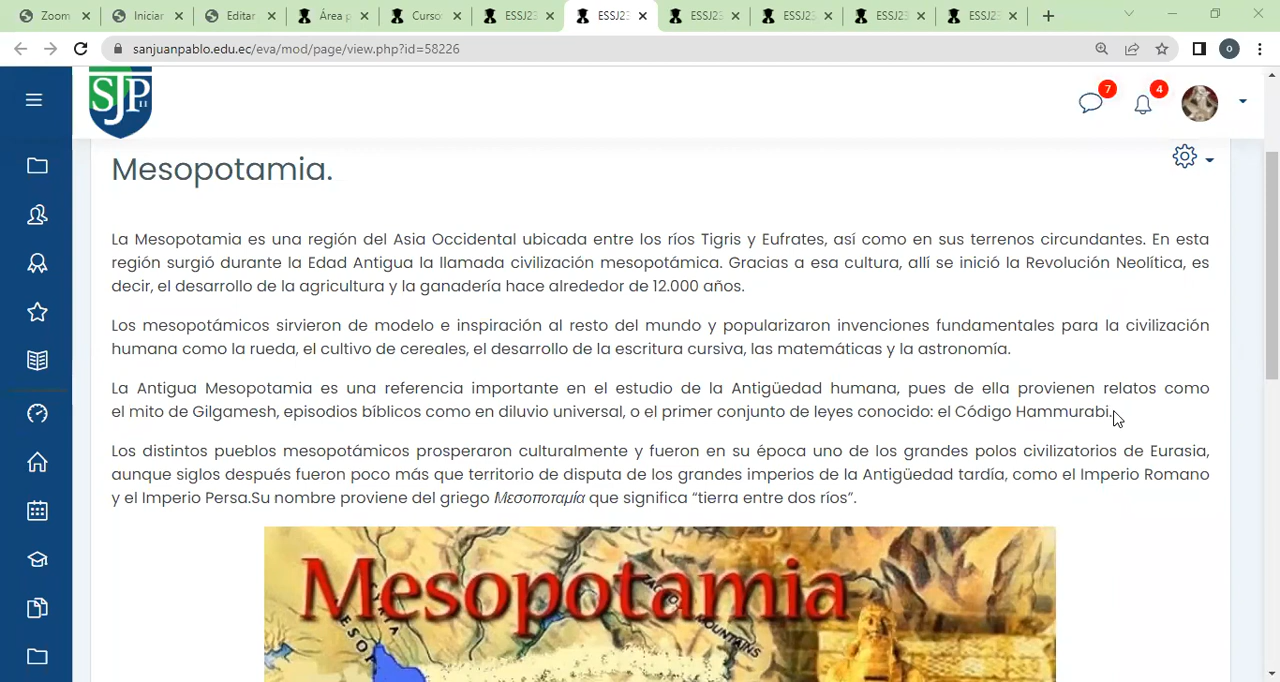 Zoom
Iniciar
Editar
Área p
Curso
ESSJ23
ESSJ23
ESSJ23
ESSJ23
ESSJ23
ESSJ23
sanjuanpablo.edu.ec/eva/mod/page/view.php?id=58226
o
SJP
II
7
4
Mesopotamia.
La Mesopotamia es una región del Asia Occidental ubicada entre los ríos Tigris y Eufrates, así como en sus terrenos circundantes. En esta
región surgió durante la Edad Antigua la llamada civilización mesopotámica. Gracias a esa cultura, allí se inició la Revolución Neolítica, es
decir, el desarrollo de la agricultura y la ganadería hace alrededor de 12.000 años.
Los mesopotámicos sirvieron de modelo e inspiración al resto del mundo y popularizaron invenciones fundamentales para la civilización
humana como la rueda, el cultivo de cereales, el desarrollo de la escritura cursiva, las matemáticas y la astronomía.
La Antigua Mesopotamia es una referencia importante en el estudio de la Antigüedad humana, pues de ella provienen relatos como
el mito de Gilgamesh, episodios bíblicos como en diluvio universal, o el primer conjunto de leyes conocido: el Código Hammurabi.
Los distintos pueblos mesopotámicos prosperaron culturalmente y fueron en su época uno de los grandes polos civilizatorios de Eurasia,
aunque siglos después fueron poco más que territorio de disputa de los grandes imperios de la Antigüedad tardía, como el Imperio Romano
y el Imperio Persa.Su nombre proviene del griego Μεσοποταμία que significa “tierra entre dos ríos”.
Mesopotamia
MOUNTAINS